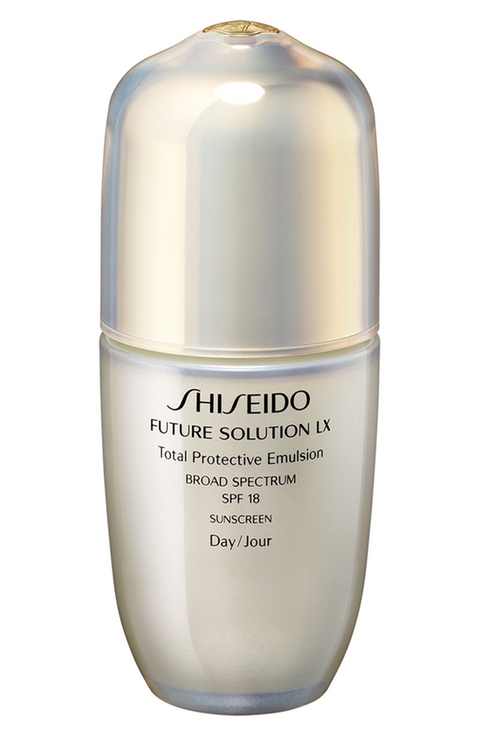 SHISEIDO
FUTURE SOLUTION LX
Total Protective Emulsion
BROAD SPECTRUM
SPF 18
SUNSCREEN
Day/Jour